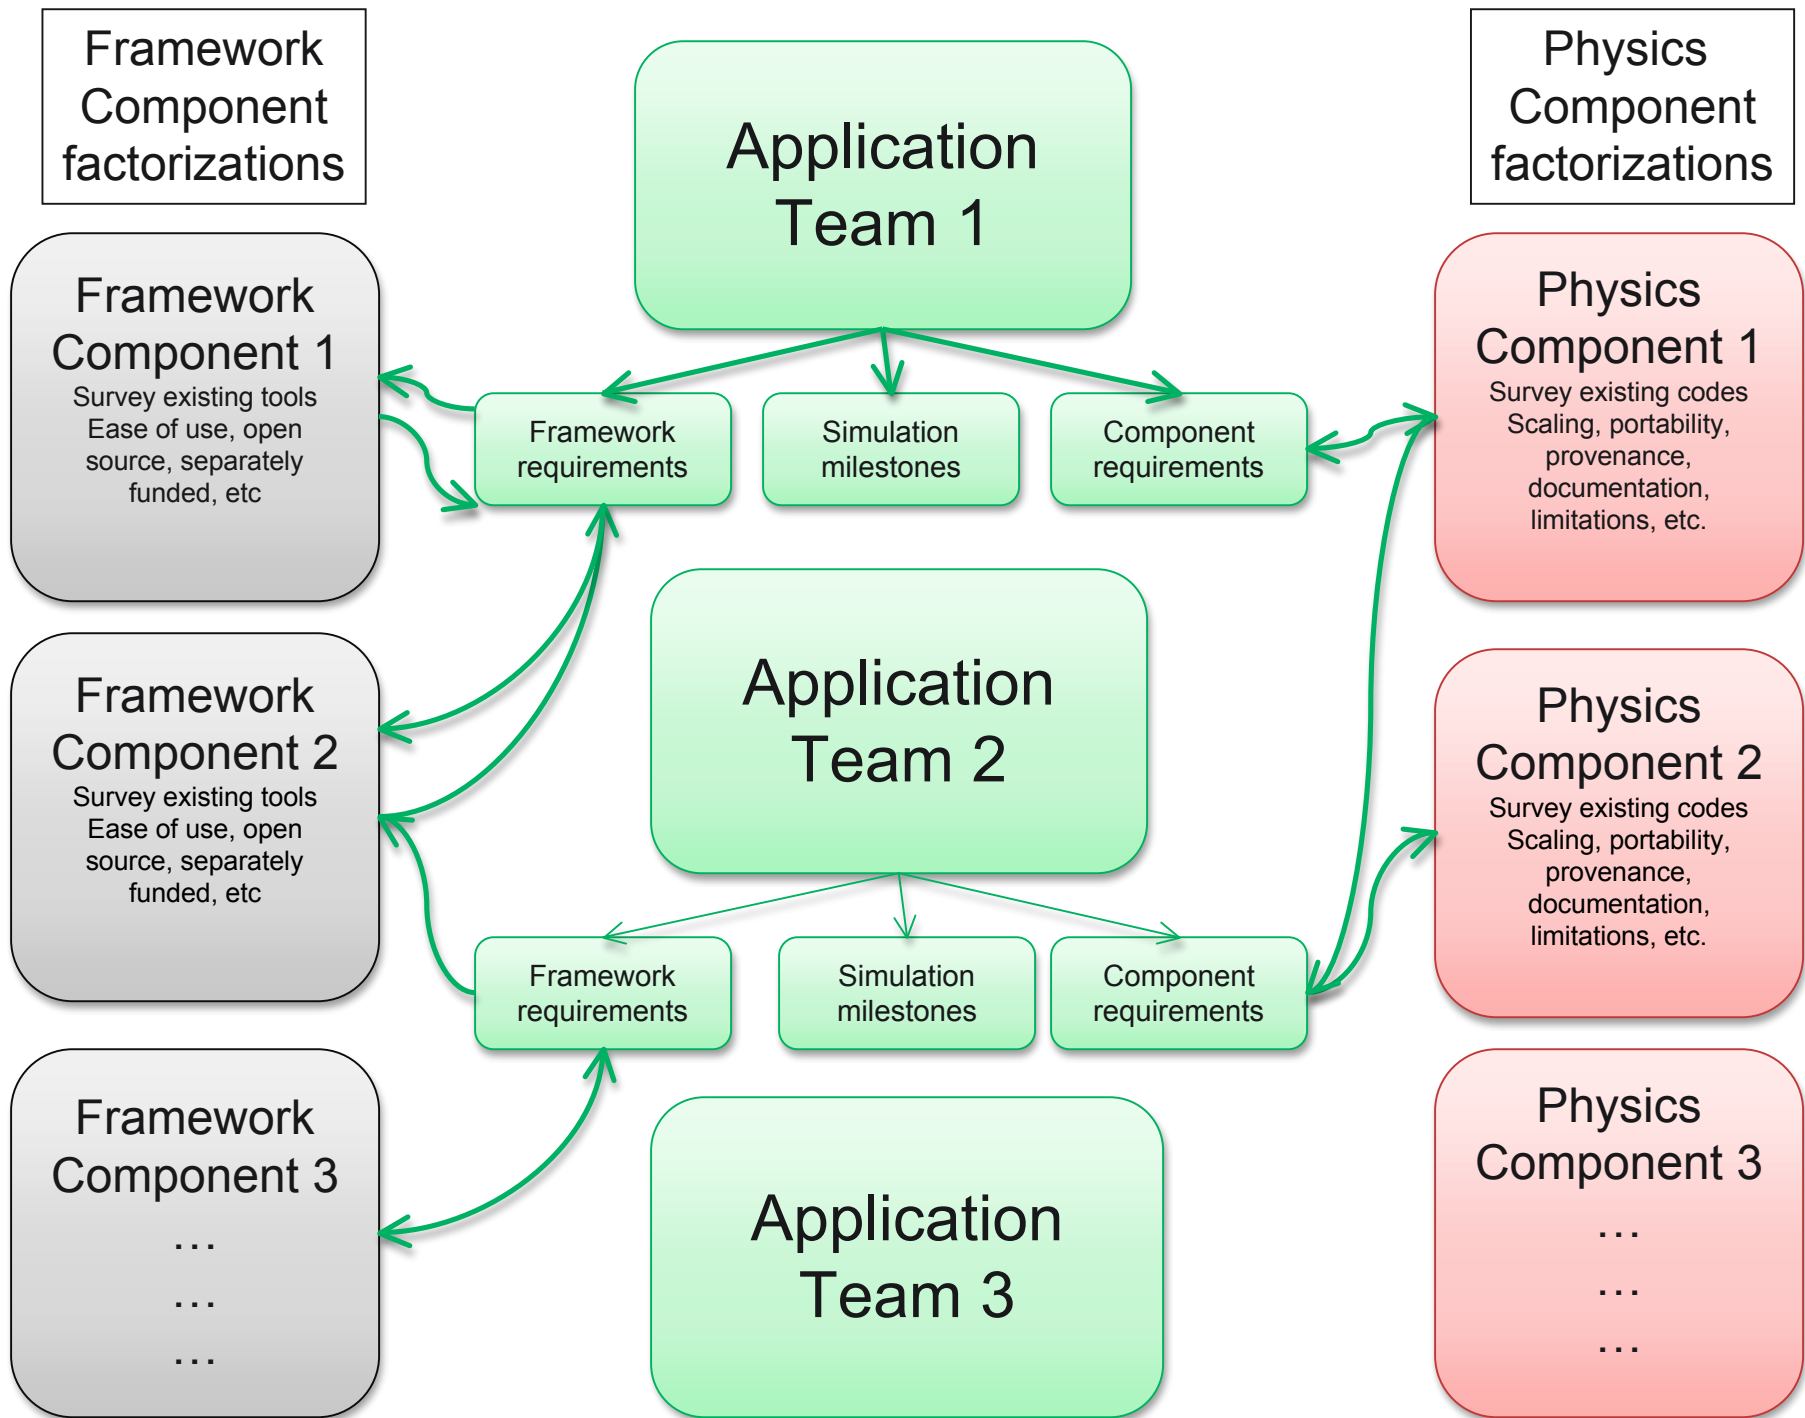 Framework
Component
factorizations
Application
Team 1
Physics
Component
factorizations
Framework
Component 1
Survey existing tools
Ease of use, open
source, separately
funded, etc
Framework
requirements
Simulation
milestones
Component
requirements
Physics
Component 1
Survey existing codes
Scaling, portability,
provenance,
documentation,
limitations, etc.
Framework
Component 2
Survey existing tools
Ease of use, open
source, separately
funded, etc
Application
Team 2
Physics
Component 2
Survey existing codes
Scaling, portability,
provenance,
documentation,
limitations, etc.
Framework
requirements
Simulation
milestones
Component
requirements
Framework
Component 3
…
…
…
Application
Team 3
Physics
Component 3
…
…
…